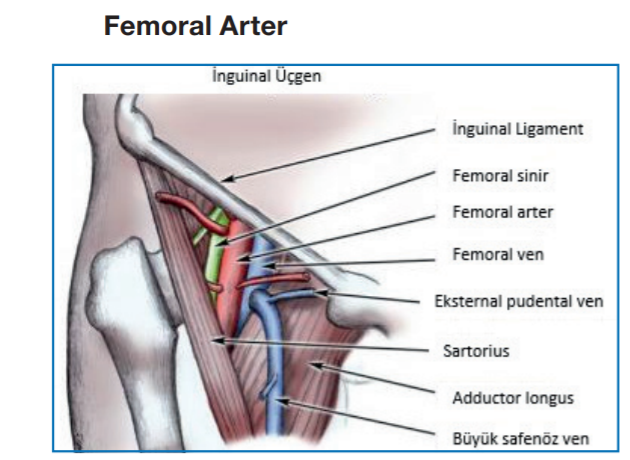 Femoral Arter
İnguinal Üçgen
İnguinal Ligament
Femoral sinir
Femoral arter
Femoral ven
Eksternal pudental ven
Sartorius
Adductor longus
Büyük safenöz ven